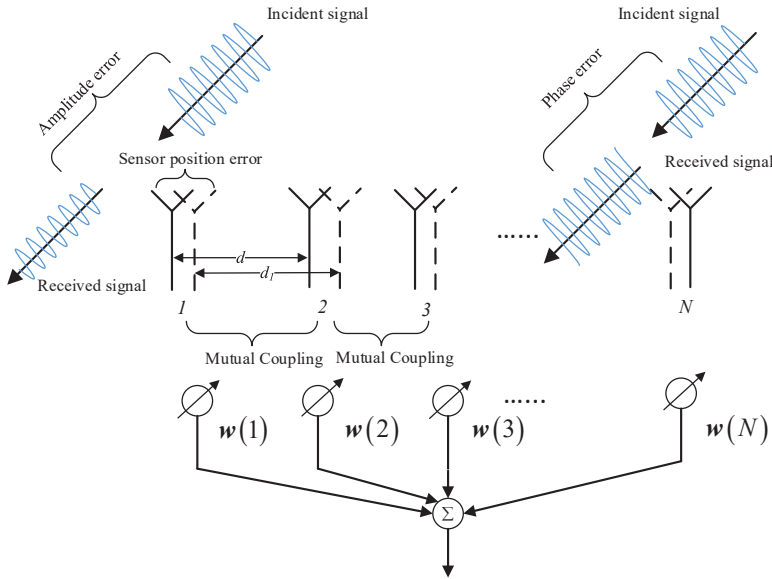 Incident signal
Incident signal
Amplitude error
Phase error
Sensor position error
Received signal
......
d
d₁
Received signal
1
2
3
N
Mutual Coupling
Mutual Coupling
......
w(1)
w(2)
w(3)
w(N)
Σ